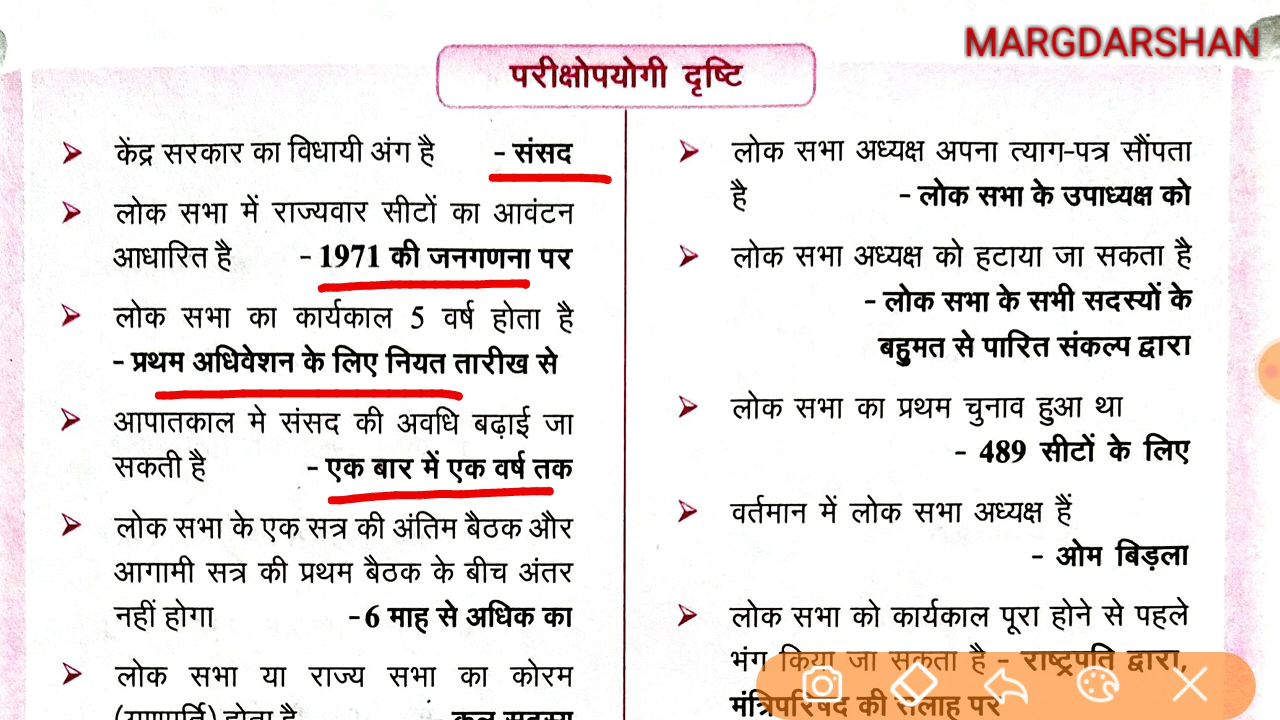 MARGDARSHAN
परीक्षोपयोगी दृष्टि
➢ केंद्र सरकार का विधायी अंग है - संसद
➢ लोक सभा में राज्यवार सीटों का आवंटन
आधारित है - 1971 की जनगणना पर
➢ लोक सभा का कार्यकाल 5 वर्ष होता है
- प्रथम अधिवेशन के लिए नियत तारीख से
➢ आपातकाल मे संसद की अवधि बढ़ाई जा
सकती है - एक बार में एक वर्ष तक
➢ लोक सभा के एक सत्र की अंतिम बैठक और
आगामी सत्र की प्रथम बैठक के बीच अंतर
नहीं होगा - 6 माह से अधिक का
➢ लोक सभा या राज्य सभा का कोरम
होता है
➢ लोक सभा अध्यक्ष अपना त्याग-पत्र सौंपता
है - लोक सभा के उपाध्यक्ष को
➢ लोक सभा अध्यक्ष को हटाया जा सकता है
- लोक सभा के सभी सदस्यों के
बहुमत से पारित संकल्प द्वारा
➢ लोक सभा का प्रथम चुनाव हुआ था
- 489 सीटों के लिए
➢ वर्तमान में लोक सभा अध्यक्ष हैं
- ओम बिड़ला
➢ लोक सभा को कार्यकाल पूरा होने से पहले
भंग किया जा सकता है - राष्ट्रपति द्वारा,
मंत्रिपरिषद की सलाह पर